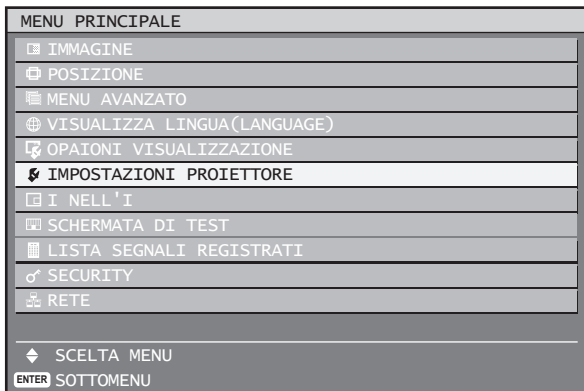 MENU PRINCIPALE
IMMAGINE
POSIZIONE
MENU AVANZATO
VISUALIZZA LINGUA(LANGUAGE)
OPAIONI VISUALIZZAZIONE
IMPOSTAZIONI PROIETTORE
I NELL'I
SCHERMATA DI TEST
LISTA SEGNALI REGISTRATI
SECURITY
RETE
SCELTA MENU
ENTER SOTTOMENU